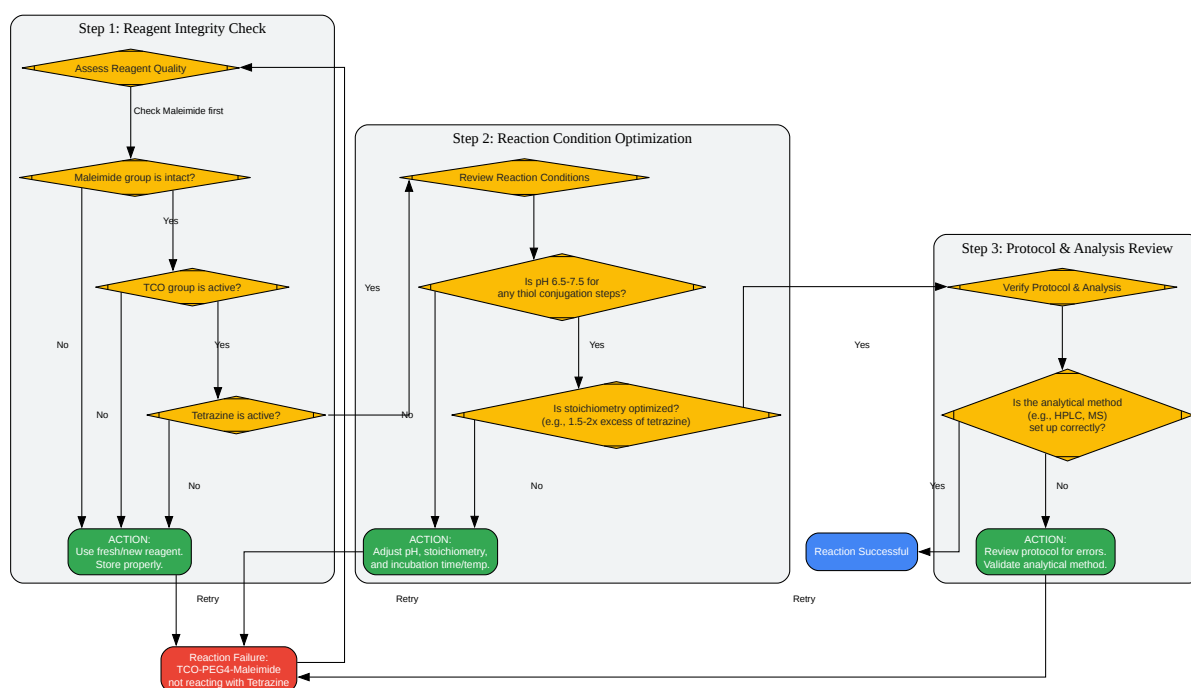 Step 1: Reagent Integrity Check
Assess Reagent Quality
Check Maleimide first
Maleimide group is intact?
Yes
TCO group is active?
No
Yes
No
Tetrazine is active?
No
ACTION:
Use fresh/new reagent.
Store properly.
Yes
Step 2: Reaction Condition Optimization
Review Reaction Conditions
Is pH 6.5-7.5 for
any thiol conjugation steps?
Yes
No
Is stoichiometry optimized?
(e.g., 1.5-2x excess of tetrazine)
No
ACTION:
Adjust pH, stoichiometry,
and incubation time/temp.
Yes
Step 3: Protocol & Analysis Review
Verify Protocol & Analysis
Is the analytical method
(e.g., HPLC, MS)
set up correctly?
Yes
No
Reaction Successful
ACTION:
Review protocol for errors.
Validate analytical method.
Retry
Retry
Retry
Reaction Failure:
TCO-PEG4-Maleimide
not reacting with Tetrazine